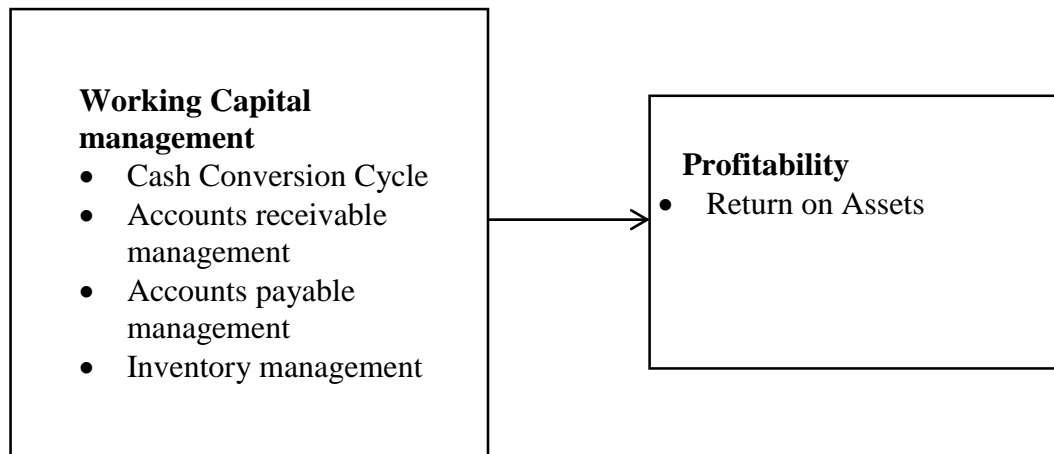 Working Capital
management
• Cash Conversion Cycle
• Accounts receivable
management
• Accounts payable
management
• Inventory management
Profitability
• Return on Assets